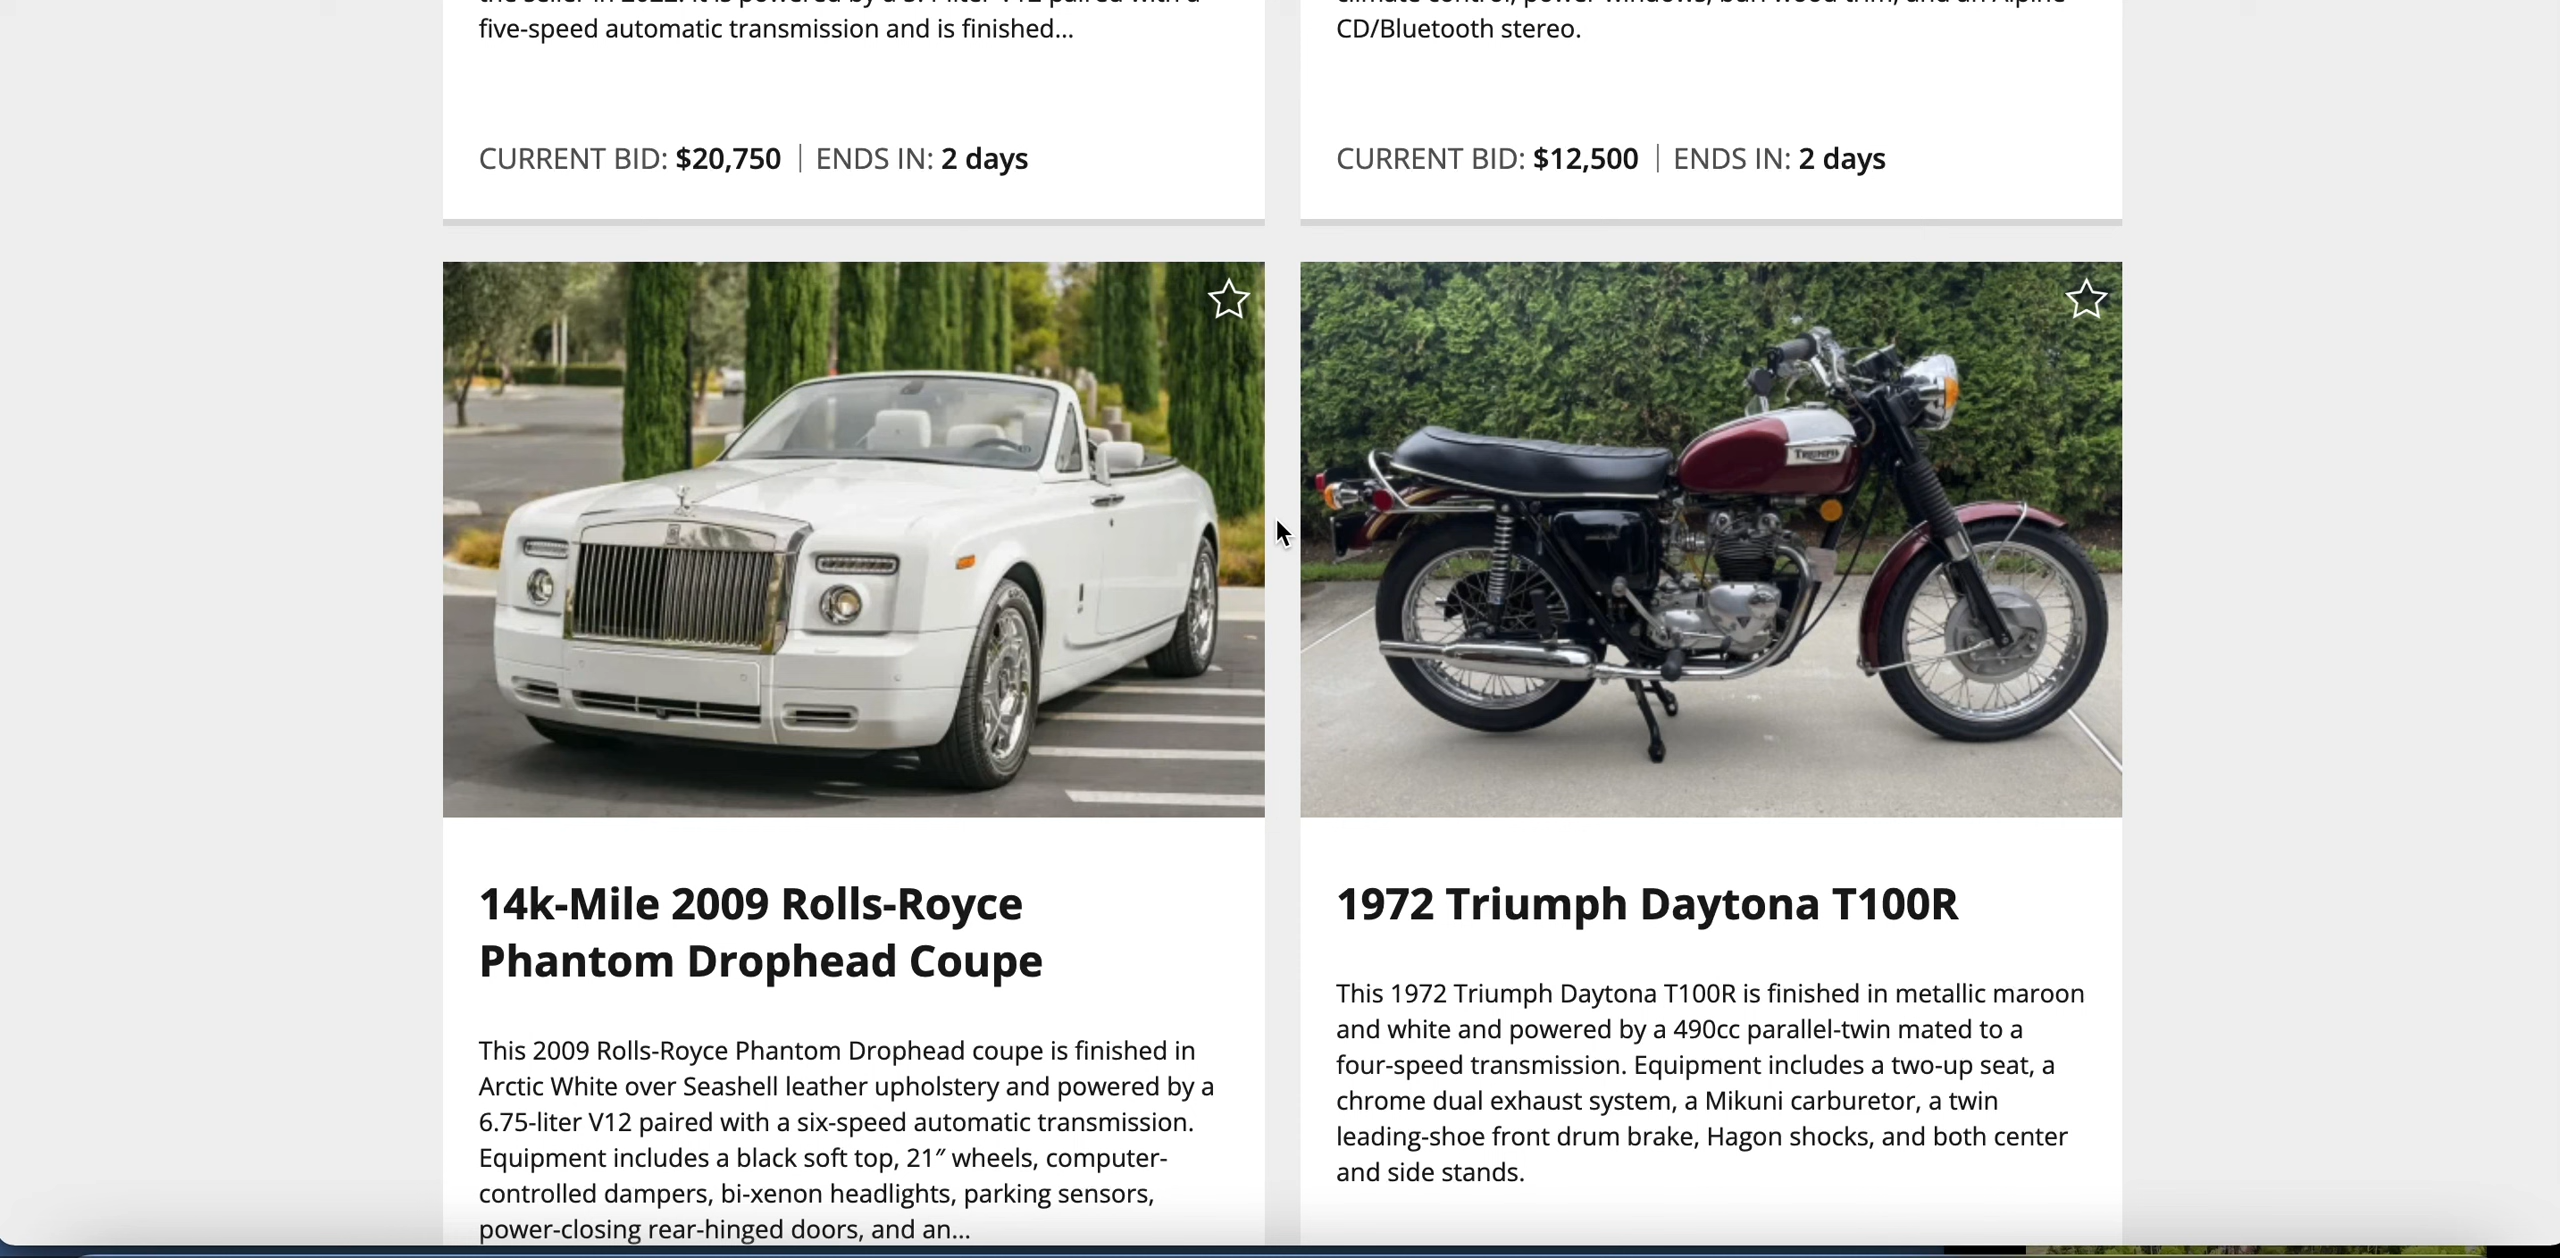 five-speed automatic transmission and is finished...
CURRENT BID: $20,750 | ENDS IN: 2 days
CD/Bluetooth stereo.
CURRENT BID: $12,500 | ENDS IN: 2 days
14k-Mile 2009 Rolls-Royce
Phantom Drophead Coupe
This 2009 Rolls-Royce Phantom Drophead coupe is finished in
Arctic White over Seashell leather upholstery and powered by a
6.75-liter V12 paired with a six-speed automatic transmission.
Equipment includes a black soft top, 21″ wheels, computer-
controlled dampers, bi-xenon headlights, parking sensors,
power-closing rear-hinged doors, and an...
TRIUMPH
1972 Triumph Daytona T100R
This 1972 Triumph Daytona T100R is finished in metallic maroon
and white and powered by a 490cc parallel-twin mated to a
four-speed transmission. Equipment includes a two-up seat, a
chrome dual exhaust system, a Mikuni carburetor, a twin
leading-shoe front drum brake, Hagon shocks, and both center
and side stands.